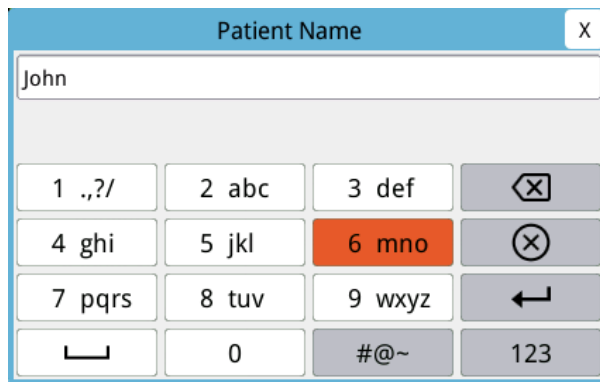 Patient Name X
John
1 .,?/ 2 abc 3 def
4 ghi 5 jkl 6 mno
7 pqrs 8 tuv 9 wxyz
0 #@~ 123